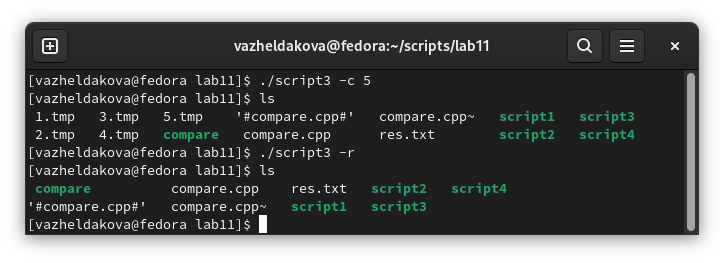 vazheldakova@fedora:~/scripts/lab11
[vazheldakova@fedora lab11]$ ./script3 -c 5
[vazheldakova@fedora lab11]$ ls
1.tmp 3.tmp 5.tmp '#compare.cpp#' compare.cpp~ script1 script3
2.tmp 4.tmp compare compare.cpp res.txt script2 script4
[vazheldakova@fedora lab11]$ ./script3 -r
[vazheldakova@fedora lab11]$ ls
compare compare.cpp res.txt script2 script4
'#compare.cpp#' compare.cpp~ script1 script3
[vazheldakova@fedora lab11]$